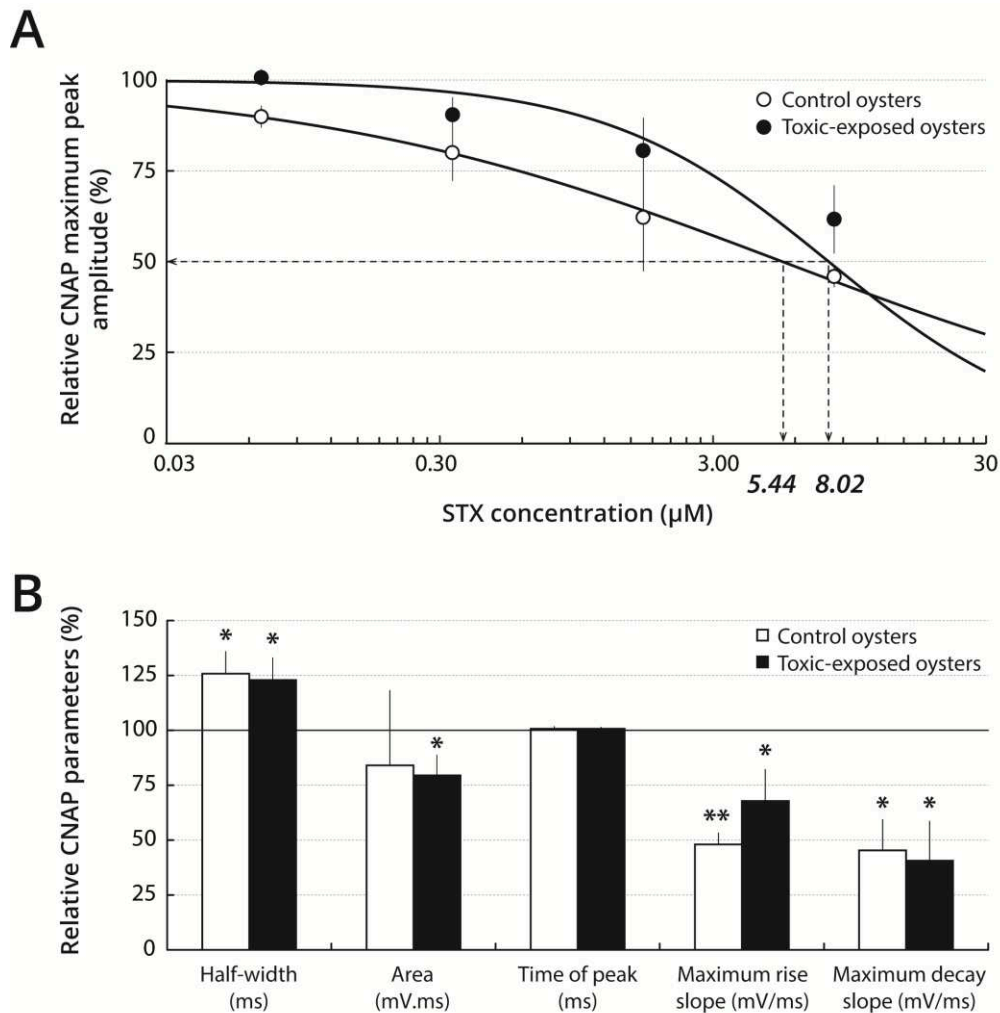 A
Relative CNAP maximum peak
amplitude (%)
100
75
50
25
0
Control oysters
Toxic-exposed oysters
0.03
0.30
3.00
30
5.44
8.02
STX concentration (µM)
B
Relative CNAP parameters (%)
150
125
100
75
50
25
0
Control oysters
Toxic-exposed oysters
*
*
*
**
*
*
*
Half-width
(ms)
Area
(mV.ms)
Time of peak
(ms)
Maximum rise
slope (mV/ms)
Maximum decay
slope (mV/ms)